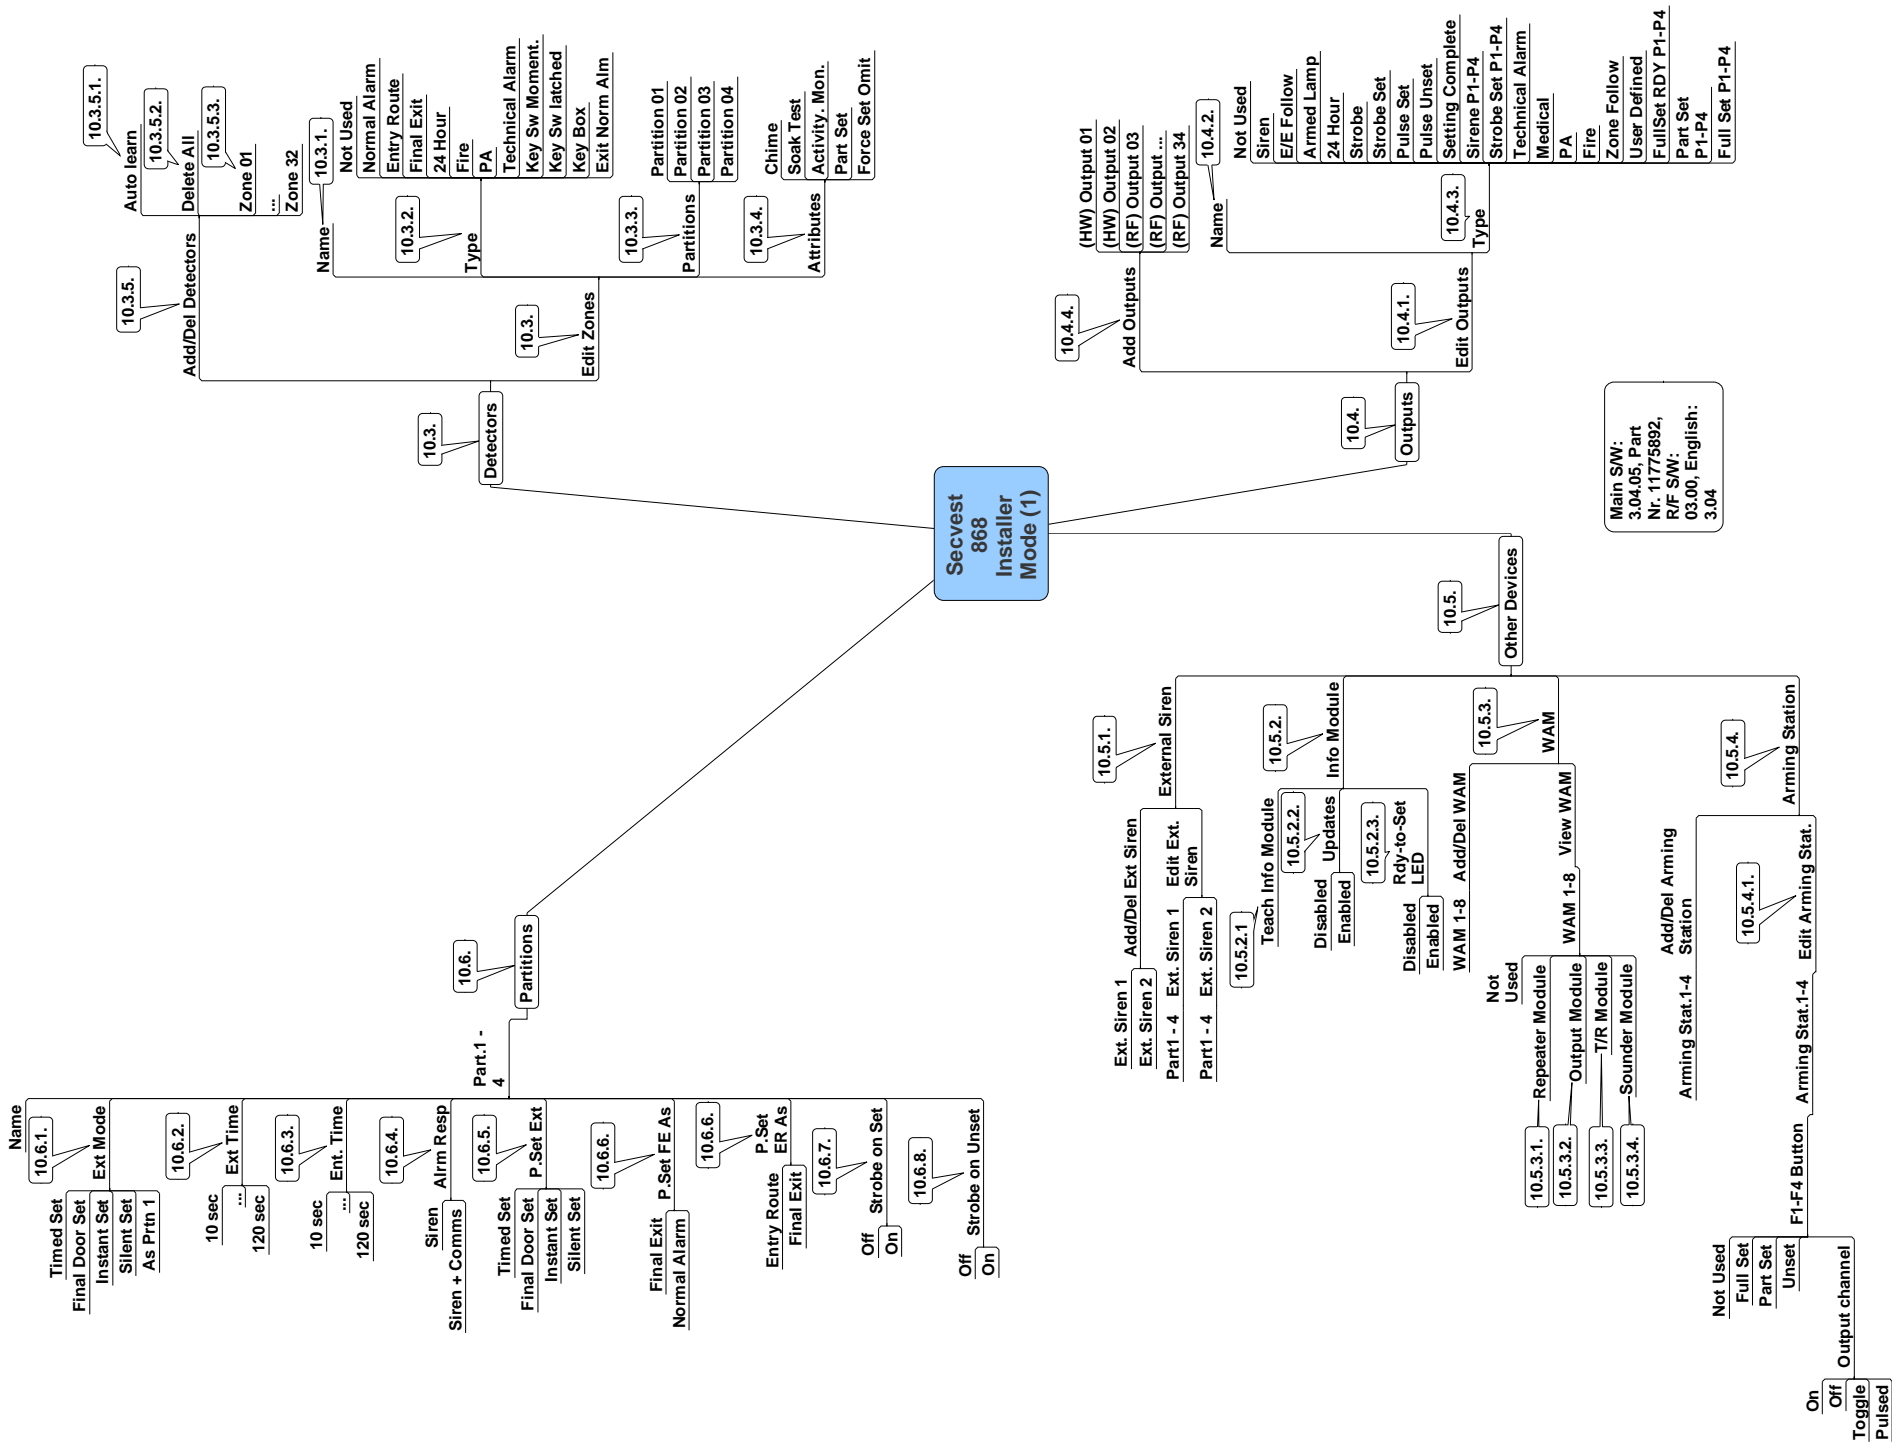 Secvest
868
Installer
Mode (1)
10.3.
Detectors
10.3.5.
Add/Del Detectors
10.3.5.1.
Auto learn
10.3.5.2.
Delete All
10.3.5.3.
Zone 01
...
Zone 32
10.3.
Edit Zones
10.3.1.
Name
10.3.2.
Type
Not Used
Normal Alarm
Entry Route
Final Exit
24 Hour
Fire
PA
Technical Alarm
Key Sw Moment.
Key Sw latched
Key Box
Exit Norm Alm
10.3.3.
Partitions
Partition 01
Partition 02
Partition 03
Partition 04
10.3.4.
Attributes
Chime
Soak Test
Activity. Mon.
Part Set
Force Set Omit
10.4.
Outputs
10.4.4.
Add Outputs
(HW) Output 01
(HW) Output 02
(RF) Output 03
(RF) Output ...
(RF) Output 34
10.4.1.
Edit Outputs
10.4.2.
Name
10.4.3.
Type
Not Used
Siren
E/E Follow
Armed Lamp
24 Hour
Strobe
Strobe Set
Pulse Set
Pulse Unset
Setting Complete
Sirene P1-P4
Strobe Set P1-P4
Technical Alarm
Medical
PA
Fire
Zone Follow
User Defined
FullSet RDY P1-P4
Part Set
P1-P4
Full Set P1-P4
Main S/W:
3.04.05, Part
Nr. 11775892,
R/F S/W:
03.00, English:
3.04
10.5.
Other Devices
10.5.1.
External Siren
Add/Del Ext Siren
Ext. Siren 1
Ext. Siren 2
Edit Ext.
Siren
Part1 - 4 Ext. Siren 1
Part1 - 4 Ext. Siren 2
10.5.2.
Info Module
10.5.2.1
Teach Info Module
10.5.2.2.
Updates
Disabled
Enabled
10.5.2.3.
Rdy-to-Set
LED
Disabled
Enabled
10.5.3.
WAM
WAM 1-8 Add/Del WAM
WAM 1-8 View WAM
Not
Used
10.5.3.1.
Repeater Module
10.5.3.2.
Output Module
10.5.3.3.
T/R Module
10.5.3.4.
Sounder Module
10.5.4.
Arming Station
Add/Del Arming
Station
Arming Stat.1-4
10.5.4.1.
Edit Arming Stat.
Arming Stat.1-4
F1-F4 Button
Not Used
Full Set
Part Set
Unset
Output channel
On
Off
Toggle
Pulsed
10.6.
Partitions
Part.1 -
4
Name
10.6.1.
Ext Mode
Timed Set
Final Door Set
Instant Set
Silent Set
As Prtn 1
10.6.2.
Ext Time
10 sec
...
120 sec
10.6.3.
Ent. Time
10 sec
...
120 sec
10.6.4.
Alrm Resp
Siren
Siren + Comms
10.6.5.
P.Set Ext
Timed Set
Final Door Set
Instant Set
Silent Set
10.6.6.
P.Set FE As
Final Exit
Normal Alarm
10.6.6.
P.Set
ER As
Entry Route
Final Exit
10.6.7.
Strobe on Set
Off
On
10.6.8.
Strobe on Unset
Off
On